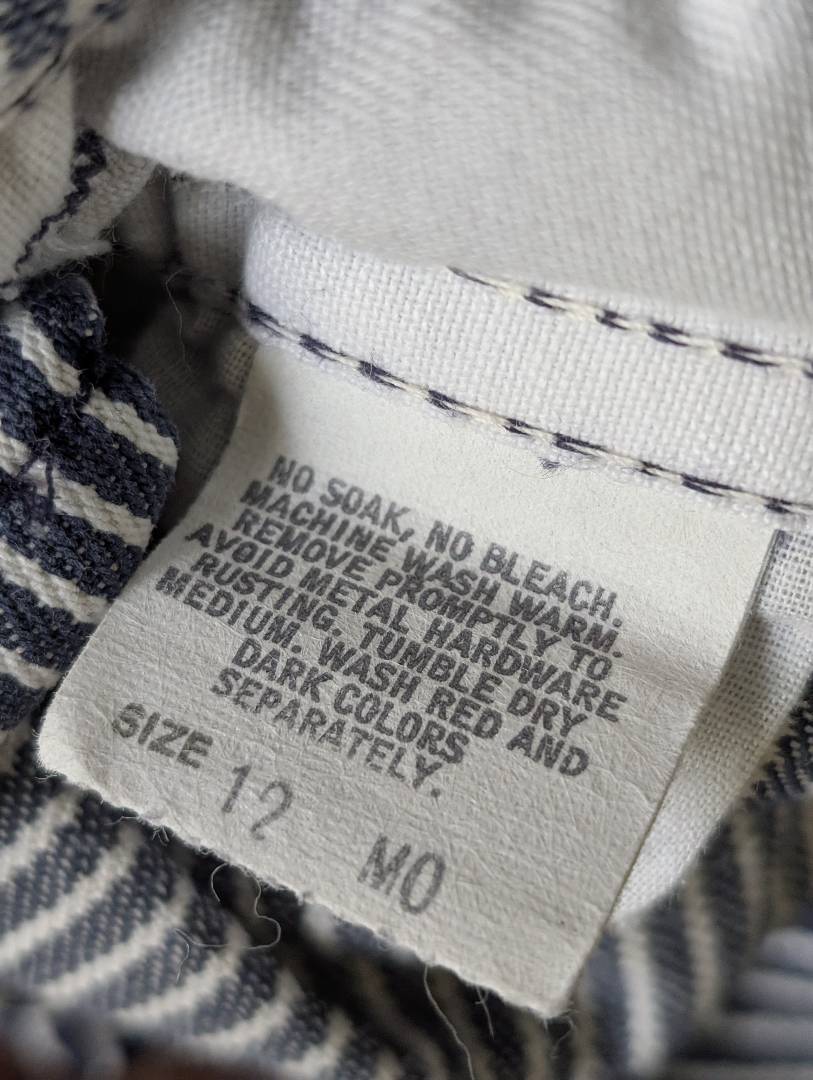 NO SOAK, NO BLEACH.
MACHINE WASH WARM.
REMOVE PROMPTLY TO
AVOID METAL HARDWARE
RUSTING. TUMBLE DRY
MEDIUM. WASH RED AND
DARK COLORS
SEPARATELY.
SIZE 12 MO